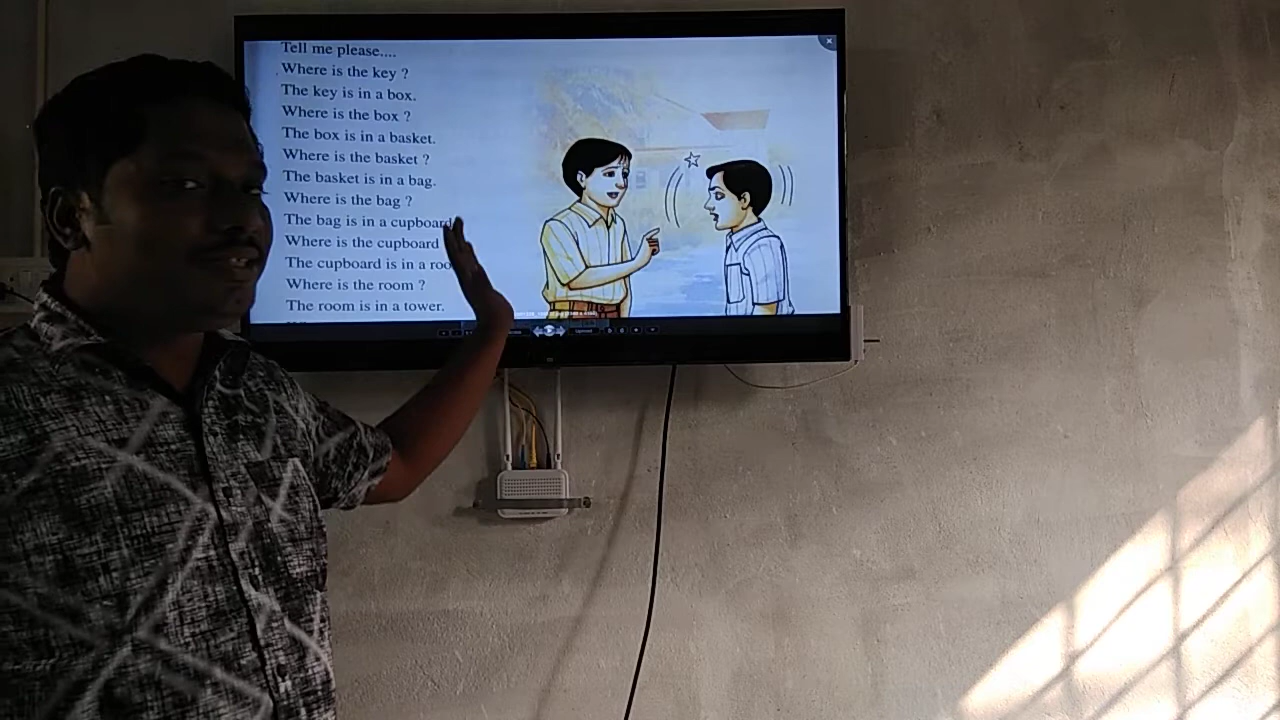 Tell me please....
Where is the key ?
The key is in a box.
Where is the box ?
The box is in a basket.
Where is the basket ?
The basket is in a bag.
Where is the bag ?
The bag is in a cupboard
Where is the cupboard
The cupboard is in a roo
Where is the room ?
The room is in a tower.